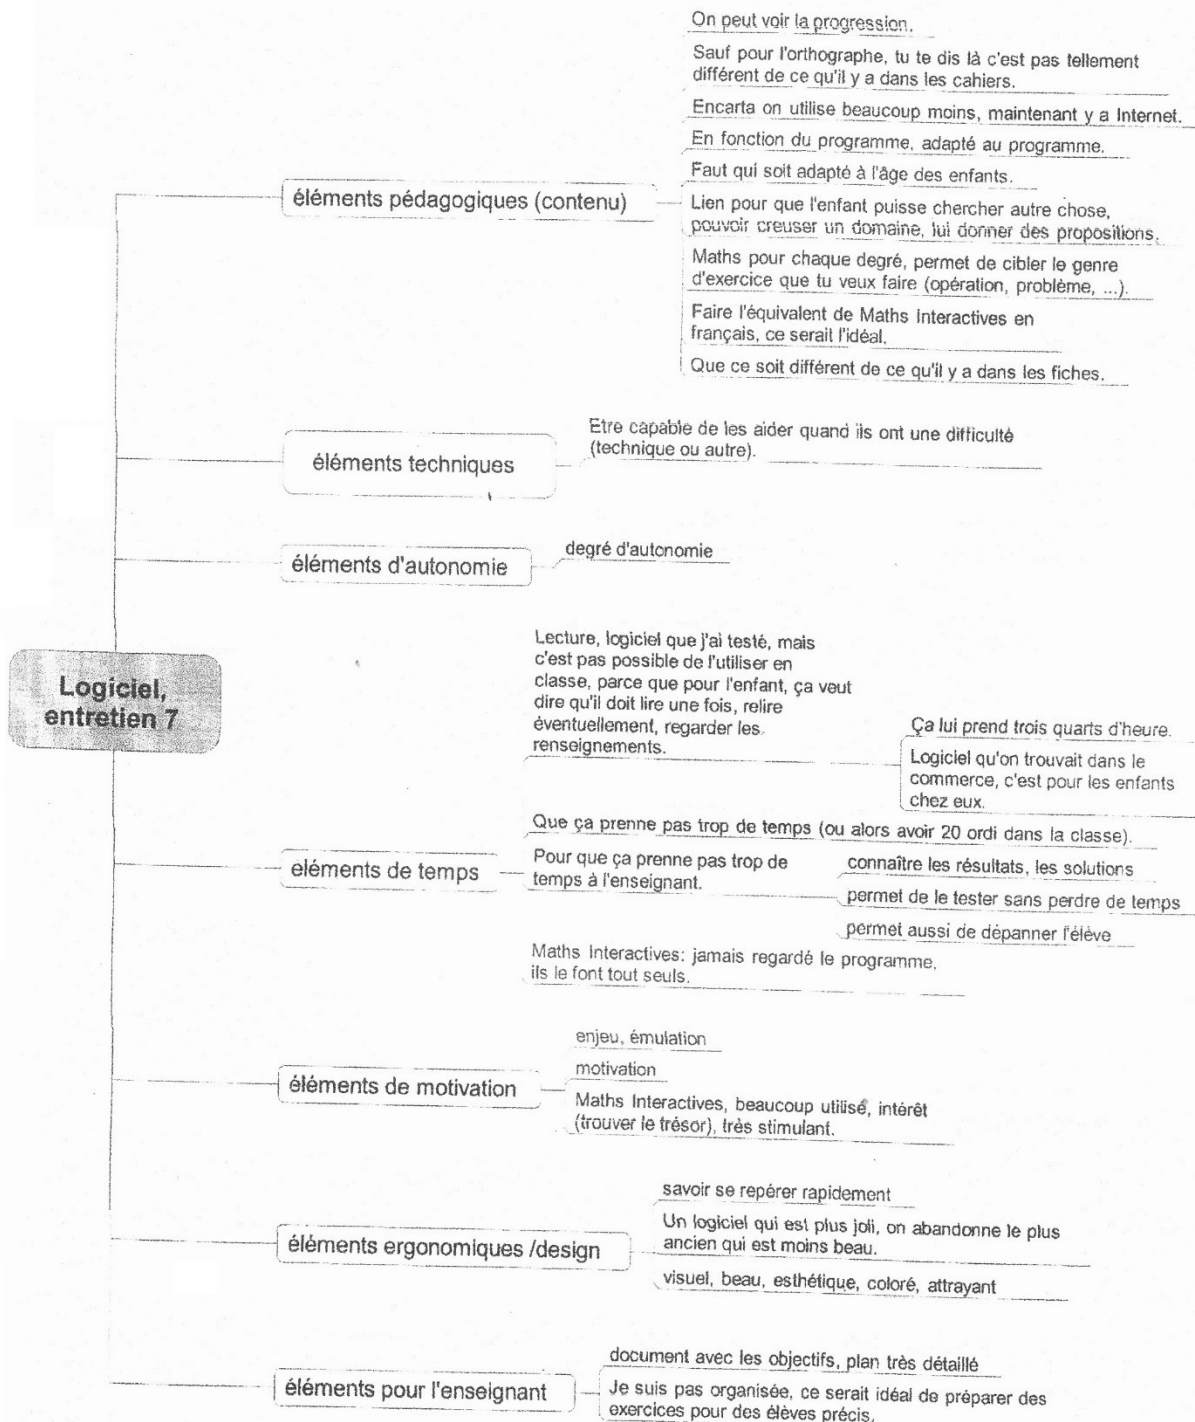 On peut voir la progression.
Sauf pour l'orthographe, tu te dis là c'est pas tellement
différent de ce qu'il y a dans les cahiers.
Encarta on utilise beaucoup moins, maintenant y a Internet.
En fonction du programme, adapté au programme.
Faut qui soit adapté à l'âge des enfants.
éléments pédagogiques (contenu)
Lien pour que l'enfant puisse chercher autre chose,
pouvoir creuser un domaine, lui donner des propositions.
Maths pour chaque degré, permet de cibler le genre
d'exercice que tu veux faire (opération, problème, ...).
Faire l'équivalent de Maths Interactives en
français, ce serait l'idéal.
Que ce soit différent de ce qu'il y a dans les fiches.
éléments techniques
Etre capable de les aider quand ils ont une difficulté
(technique ou autre).
éléments d'autonomie
degré d'autonomie
Logiciel,
entretien 7
Lecture, logiciel que j'ai testé, mais
c'est pas possible de l'utiliser en
classe, parce que pour l'enfant, ça veut
dire qu'il doit lire une fois, relire
éventuellement, regarder les
renseignements.
Ça lui prend trois quarts d'heure.
Logiciel qu'on trouvait dans le
commerce, c'est pour les enfants
chez eux.
eléments de temps
Que ça prenne pas trop de temps (ou alors avoir 20 ordi dans la classe).
Pour que ça prenne pas trop de
temps à l'enseignant.
connaître les résultats, les solutions
permet de le tester sans perdre de temps
permet aussi de dépanner l'élève
Maths Interactives: jamais regardé le programme,
ils le font tout seuls.
éléments de motivation
enjeu, émulation
motivation
Maths Interactives, beaucoup utilisé, intérêt
(trouver le trésor), très stimulant.
éléments ergonomiques /design
savoir se repérer rapidement
Un logiciel qui est plus joli, on abandonne le plus
ancien qui est moins beau.
visuel, beau, esthétique, coloré, attrayant
éléments pour l'enseignant
document avec les objectifs, plan très détaillé
Je suis pas organisée, ce serait idéal de préparer des
exercices pour des élèves précis.